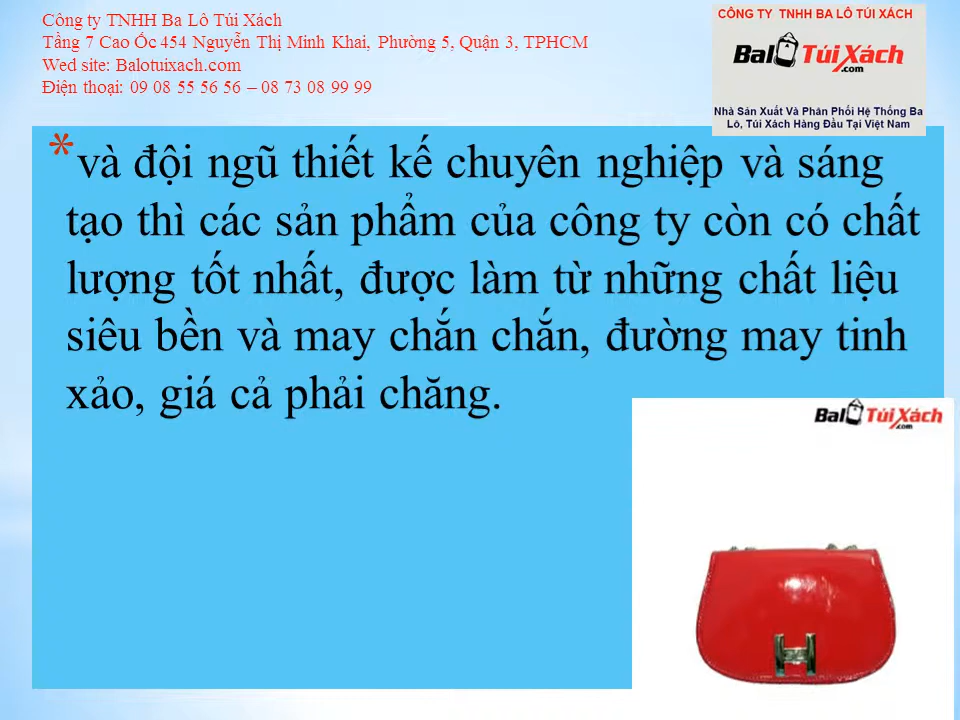 Công ty TNHH Ba Lô Túi Xách
Tầng 7 Cao Ốc 454 Nguyễn Thị Minh Khai, Phường 5, Quận 3, TPHCM
Wed site: Balotuixach.com
Điện thoại: 09 08 55 56 56 – 08 73 08 99 99
CÔNG TY TNHH BA LÔ TÚI XÁCH
Balô TúiXách
.com
Nhà Sản Xuất Và Phân Phối Hệ Thống Ba
Lô, Túi Xách Hàng Đầu Tại Việt Nam
*và đội ngũ thiết kế chuyên nghiệp và sáng
tạo thì các sản phẩm của công ty còn có chất
lượng tốt nhất, được làm từ những chất liệu
siêu bền và may chắn chắn, đường may tinh
xảo, giá cả phải chăng.
Balô TúiXách
.com
H